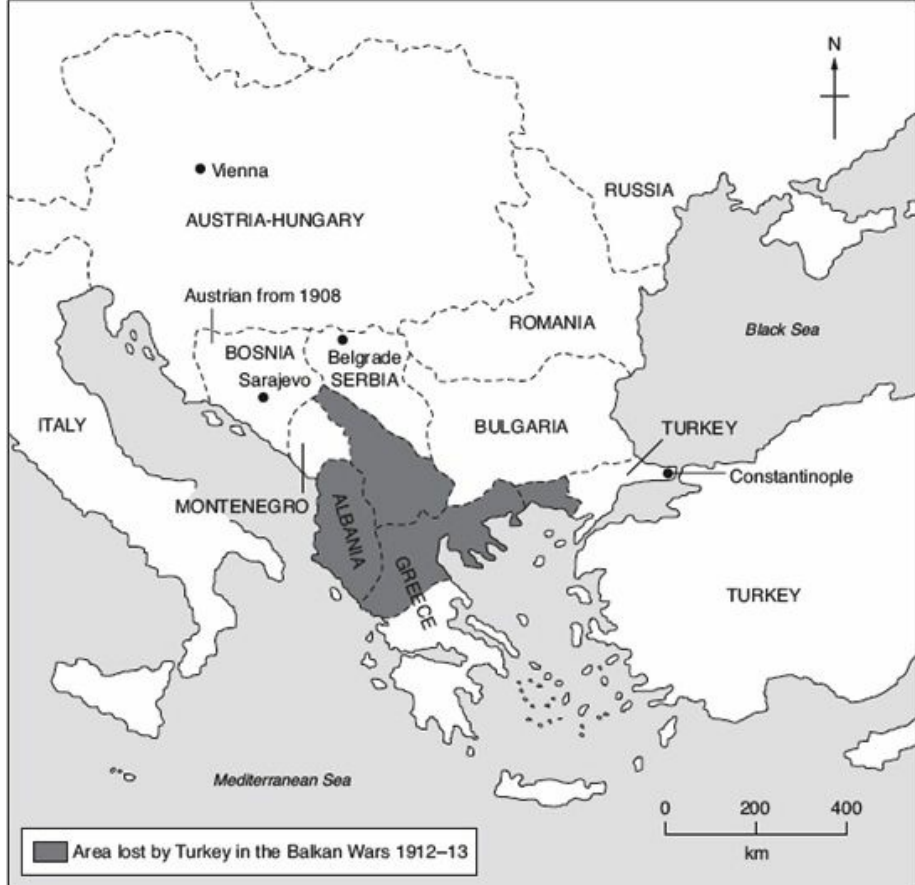 N
Vienna
RUSSIA
AUSTRIA-HUNGARY
Austrian from 1908
ROMANIA
Black Sea
BOSNIA
Belgrade
Sarajevo
SERBIA
ITALY
BULGARIA
TURKEY
Constantinople
MONTENEGRO
ALBANIA
GREECE
TURKEY
Mediterranean Sea
0 200 400
km
Area lost by Turkey in the Balkan Wars 1912–13